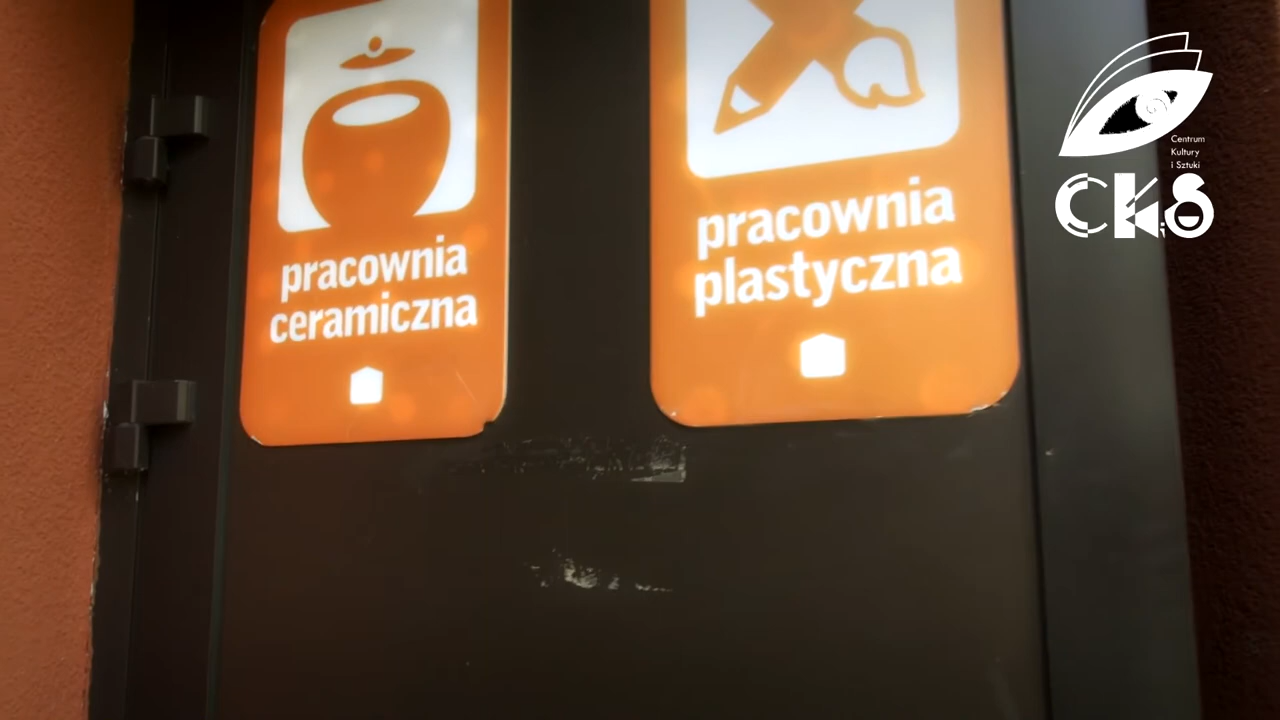 pracownia
ceramiczna
pracownia
plastyczna
Centrum
Kultury
i Sztuki
CKiS